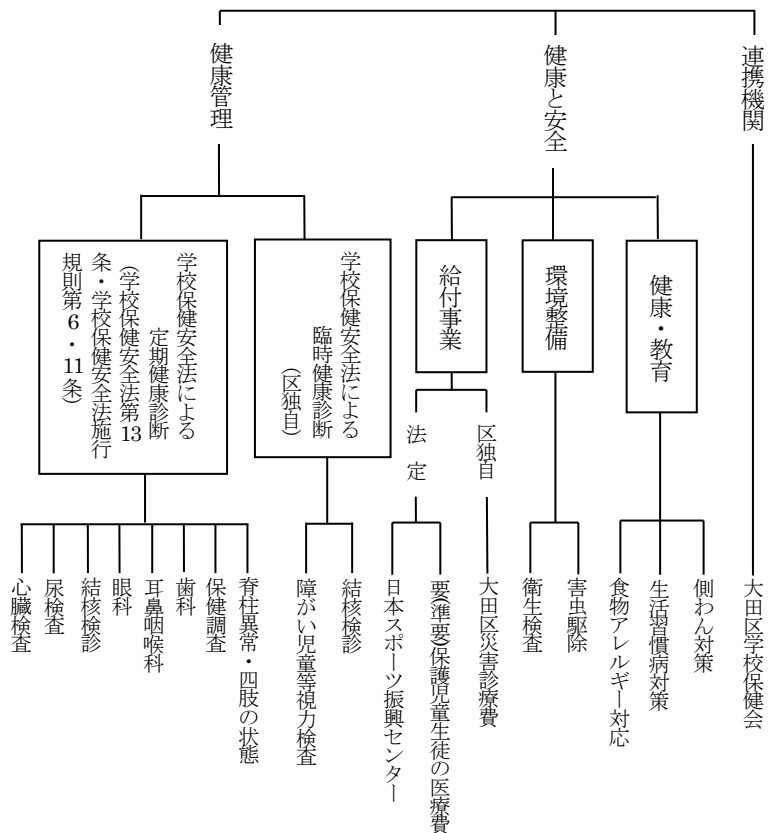 連携機関
大田区学校保健会
健康と安全
健康・教育
側わん対策
生活習慣病対策
食物アレルギー対応
環境整備
害虫駆除
衛生検査
給付事業
区独自
大田区災害診療費
法定
要(準要)保護児童生徒の医療費
日本スポーツ振興センター
健康管理
学校保健安全法による
臨時健康診断
(区独自)
結核検診
障がい児童等視力検査
学校保健安全法による
定期健康診断
(学校保健安全法第13
条・学校保健安全法施行
規則第6・11条)
脊柱異常・四肢の状態
保健調査
歯科
耳鼻咽喉科
眼科
結核検診
尿検査
心臓検査